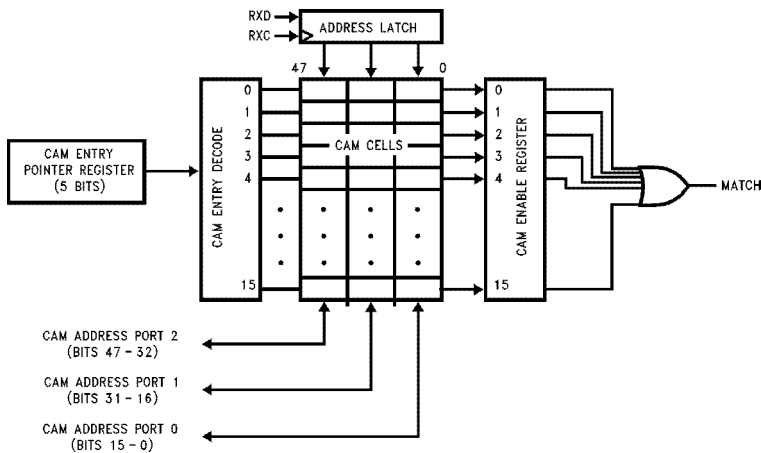 RXD
RXC
ADDRESS LATCH
47
0
0
1
2
3
4
15
CAM ENTRY DECODE
CAM CELLS
0
1
2
3
4
15
CAM ENABLE REGISTER
CAM ENTRY
POINTER REGISTER
(5 BITS)
MATCH
CAM ADDRESS PORT 2
(BITS 47-32)
CAM ADDRESS PORT 1
(BITS 31-16)
CAM ADDRESS PORT 0
(BITS 15-0)